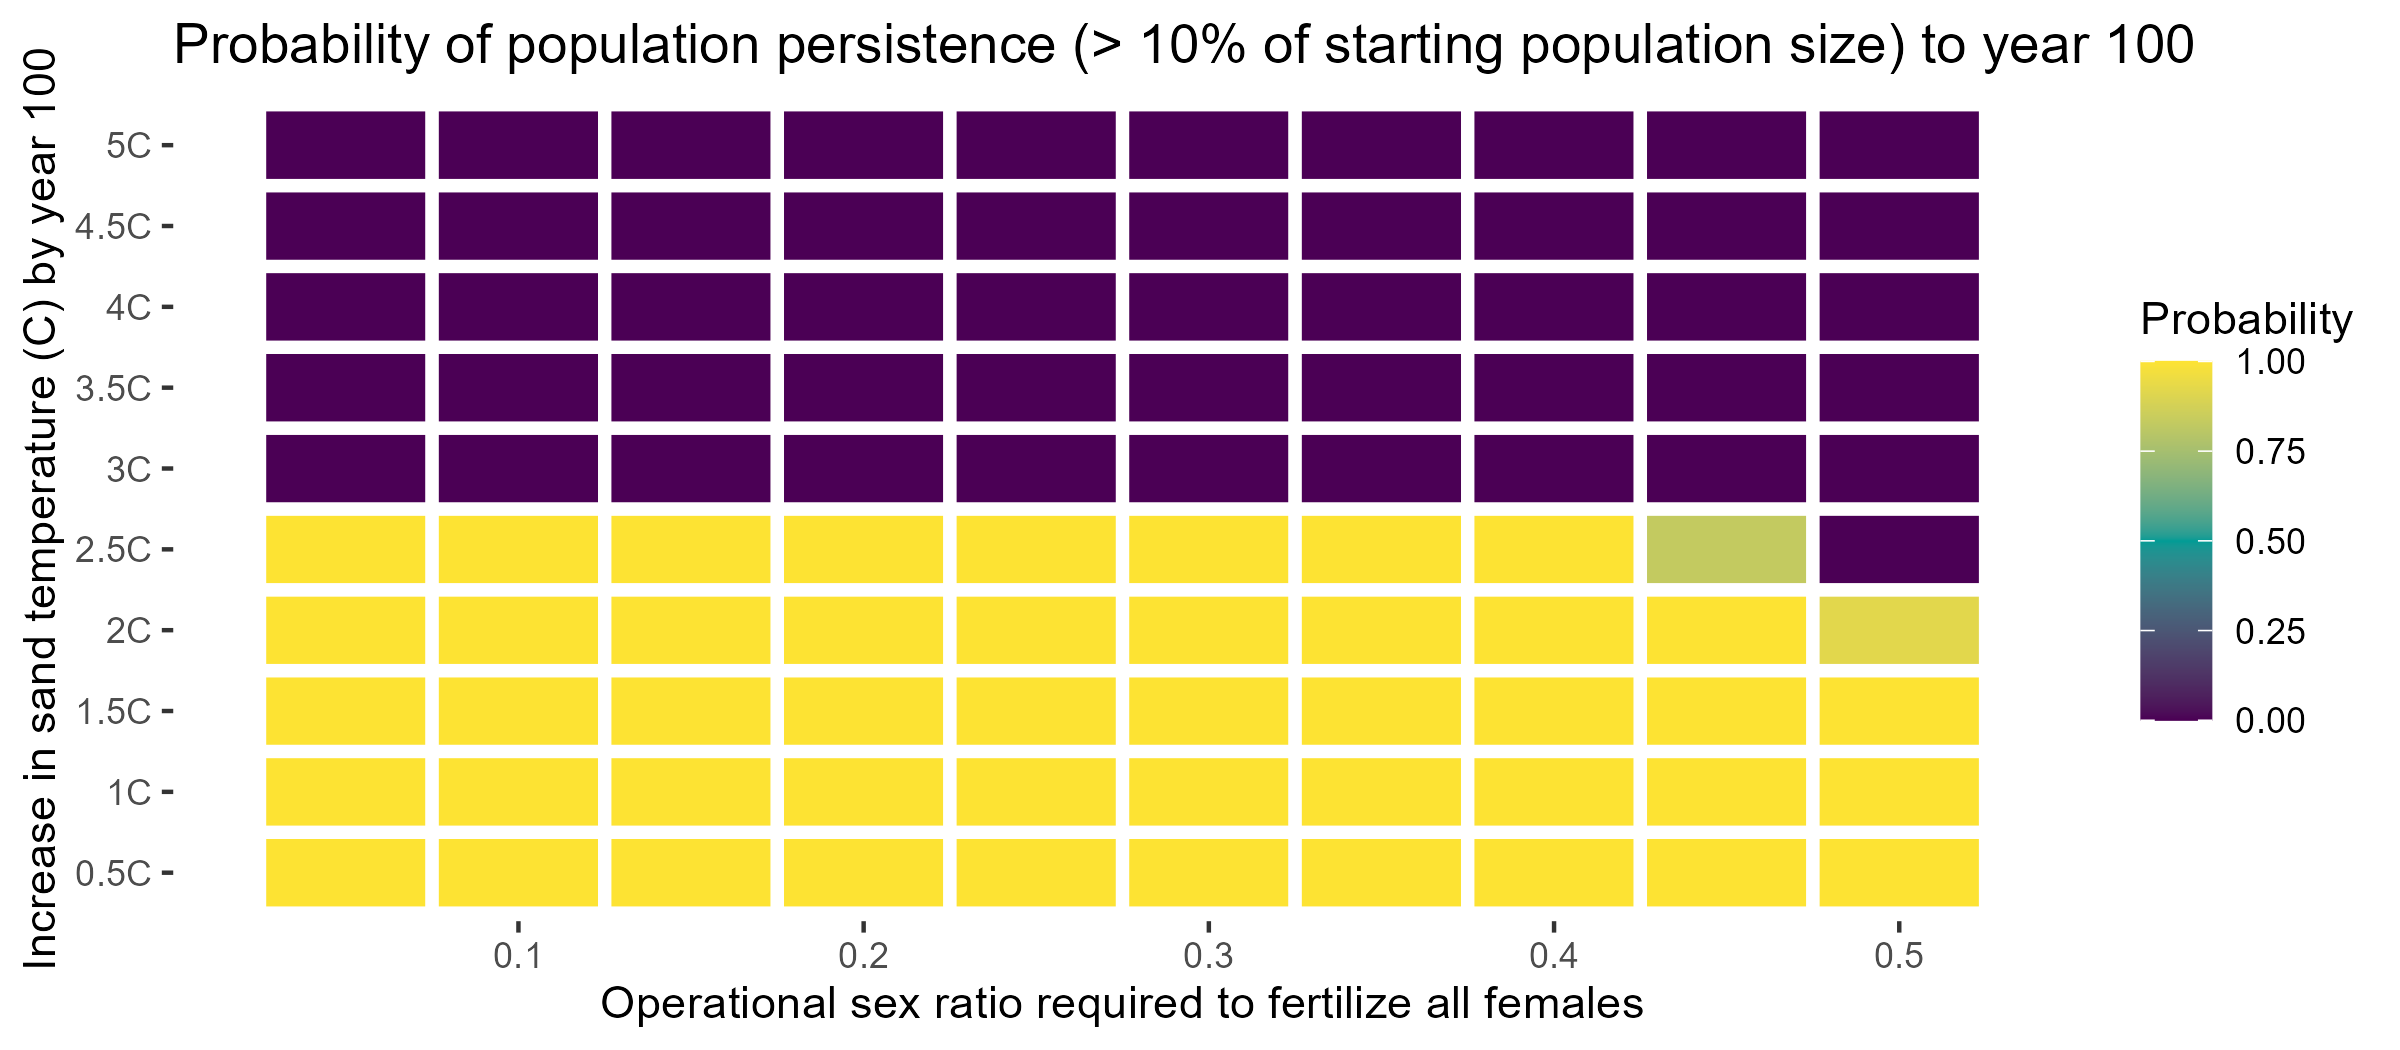 Probability of population persistence (> 10% of starting population size) to year 100
Increase in sand temperature (C) by year 100
5C
4.5C
4C
3.5C
3C
2.5C
2C
1.5C
1C
0.5C
0.1
0.2
0.3
0.4
0.5
Operational sex ratio required to fertilize all females
Probability
1.00
0.75
0.50
0.25
0.00